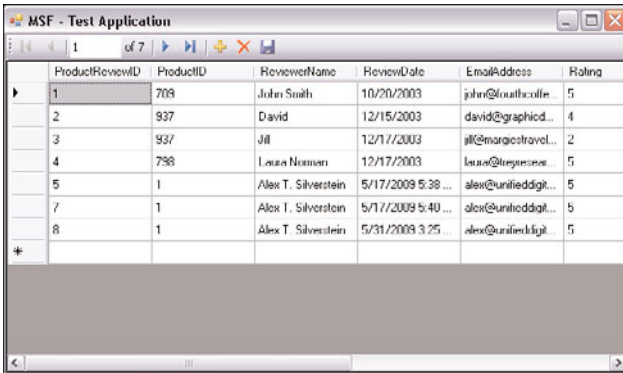 MSF - Test Application
1 of 7
ProductReviewID ProductID ReviewerName ReviewDate EmailAddress Rating
1 709 John Smith 10/20/2003 john@fourthcoffe... 5
2 937 David 12/15/2003 david@graphicd... 4
3 937 Jill 12/17/2003 jill@margiestravel... 2
4 798 Laura Norman 12/17/2003 laura@treyresear... 5
5 1 Alex T. Silverstein 5/17/2009 5:38 ... alex@unifieddigit... 5
7 1 Alex T. Silverstein 5/17/2009 5:40 ... alex@unifieddigit... 5
8 1 Alex T. Silverstein 5/31/2009 3:25 ... alex@unifieddigit... 5